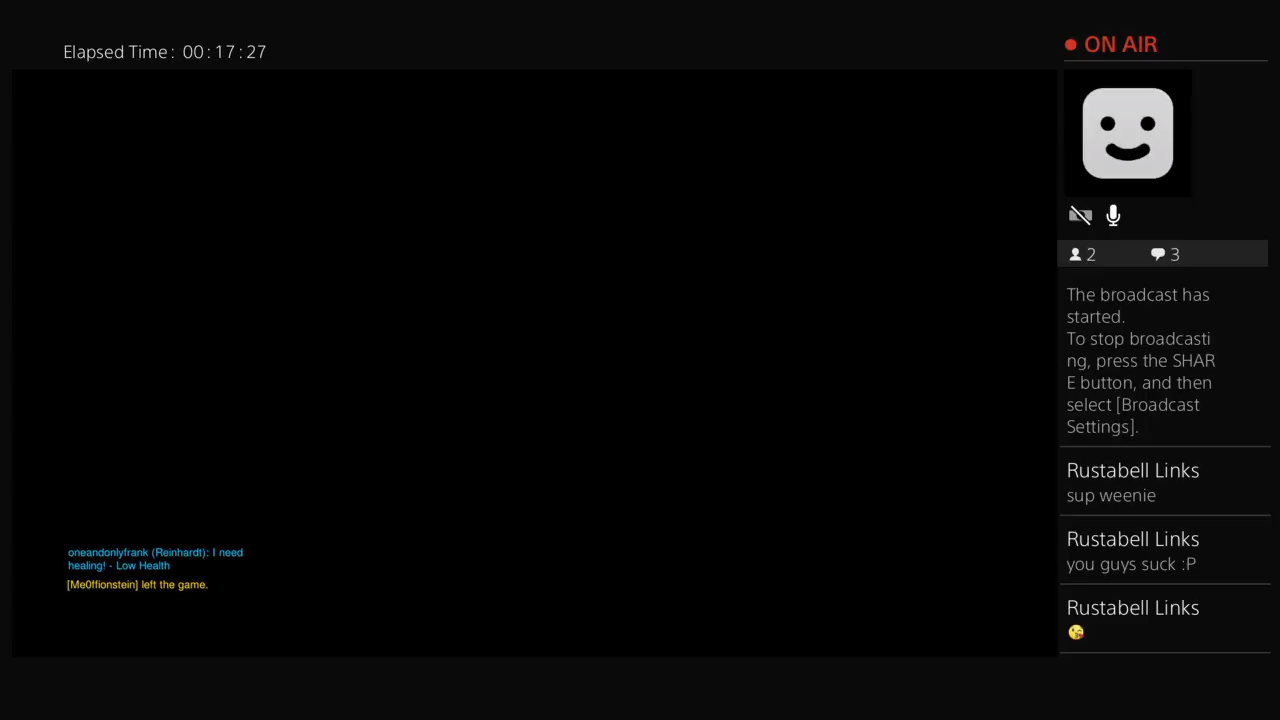 Elapsed Time: 00:17:27
ON AIR
2 3
The broadcast has
started.
To stop broadcasti
ng, press the SHAR
E button, and then
select [Broadcast
Settings].
Rustabell Links
sup weenie
Rustabell Links
you guys suck :P
Rustabell Links
😘
oneandonlyfrank (Reinhardt): I need
healing! - Low Health
[Me0ffionstein] left the game.